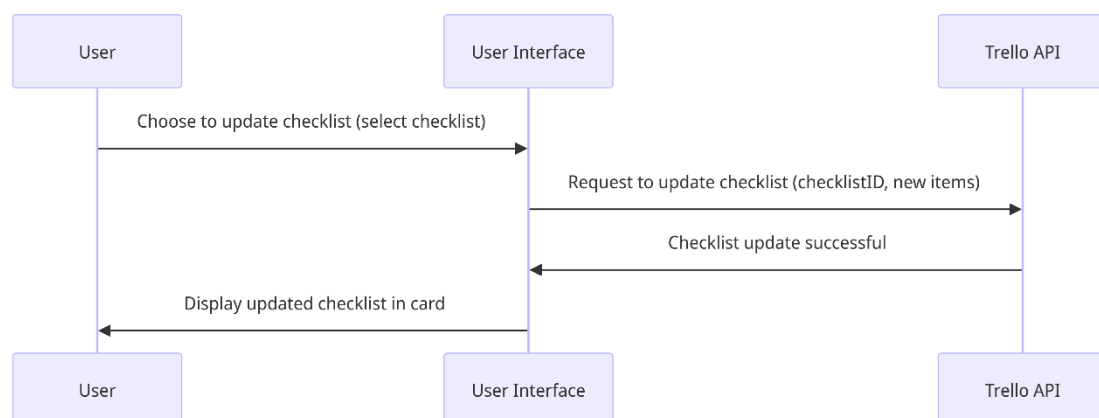 User
User Interface
Trello API
Choose to update checklist (select checklist)
Request to update checklist (checklistID, new items)
Checklist update successful
Display updated checklist in card
User
User Interface
Trello API